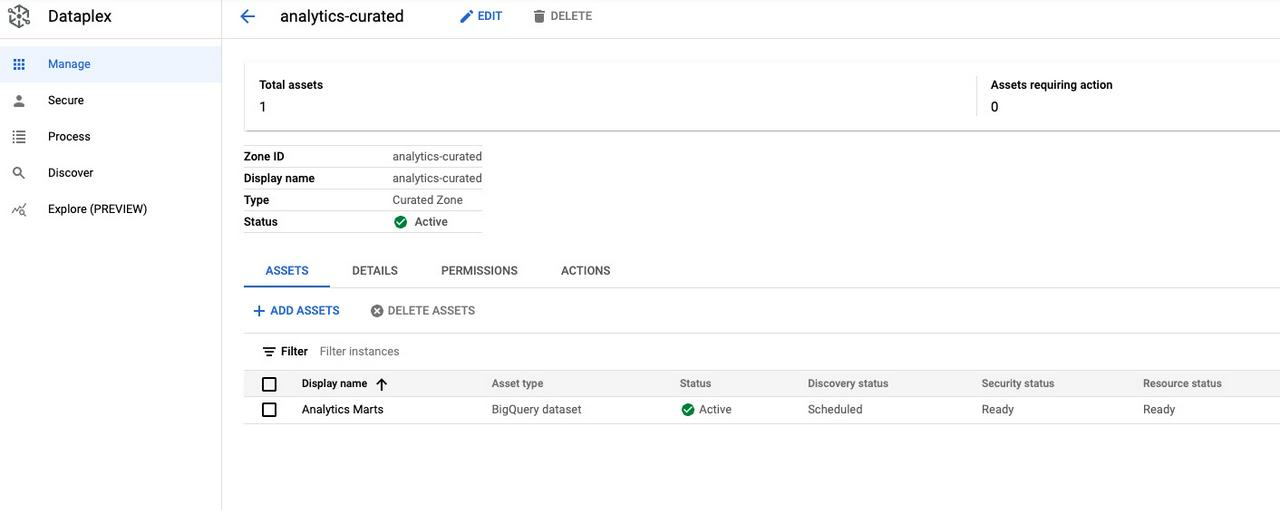 Dataplex
analytics-curated EDIT DELETE
Manage
Secure
Process
Discover
Explore (PREVIEW)
Total assets
1
Assets requiring action
0
Zone ID analytics-curated
Display name analytics-curated
Type Curated Zone
Status Active
ASSETS DETAILS PERMISSIONS ACTIONS
ADD ASSETS DELETE ASSETS
Filter Filter instances
Display name Asset type Status Discovery status Security status Resource status
Analytics Marts BigQuery dataset Active Scheduled Ready Ready